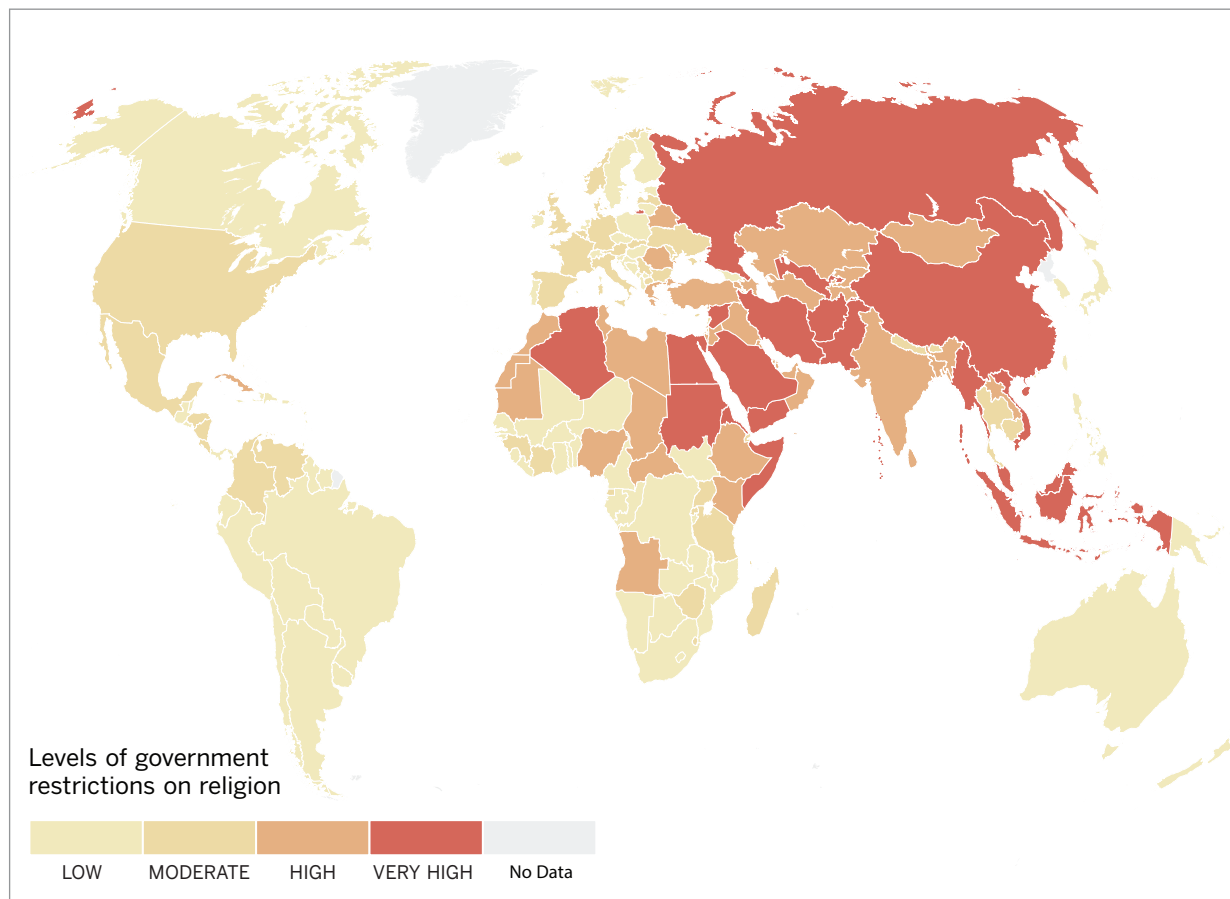 Levels of government
restrictions on religion
LOW MODERATE HIGH VERY HIGH No Data